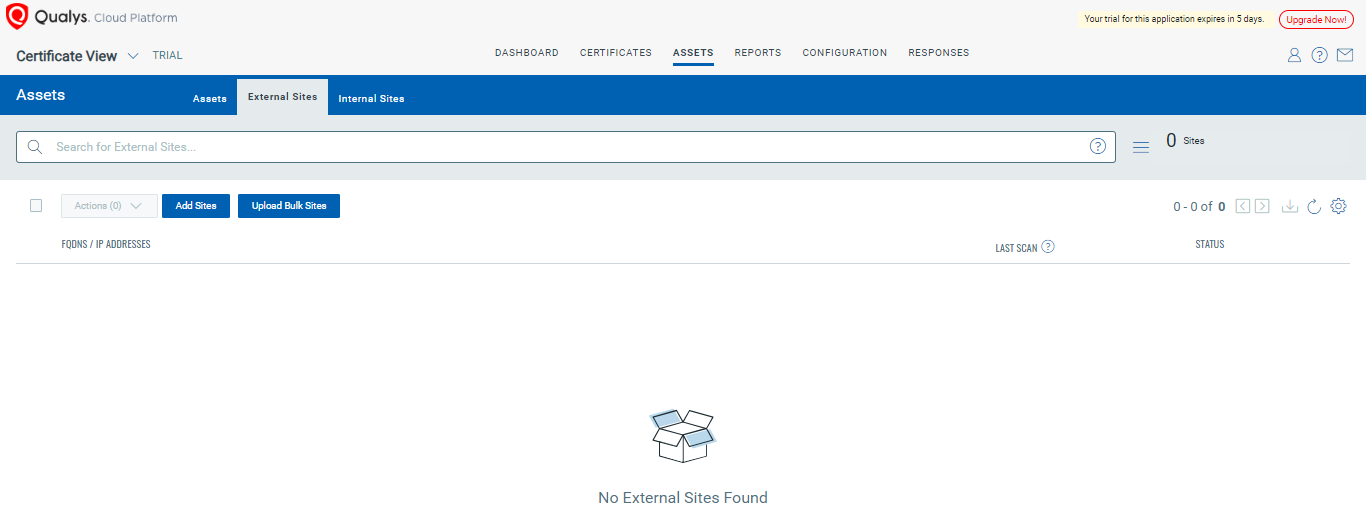 Qualys. Cloud Platform
Your trial for this application expires in 5 days. Upgrade Now!
Certificate View TRIAL DASHBOARD CERTIFICATES ASSETS REPORTS CONFIGURATION RESPONSES
Assets Assets External Sites Internal Sites
Search for External Sites... 0 Sites
Actions (0) Add Sites Upload Bulk Sites 0 - 0 of 0
FQDNS / IP ADDRESSES LAST SCAN STATUS
No External Sites Found